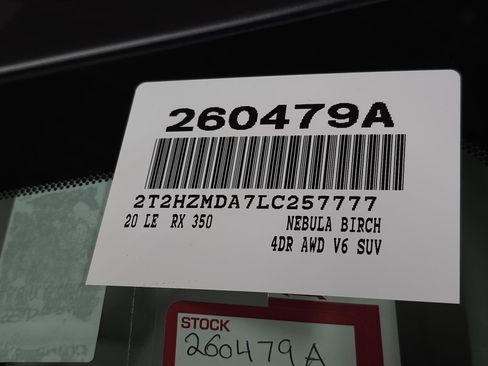 260479A
2T2HZMDA7LC257777
20 LE RX 350 NEBULA BIRCH
4DR AWD V6 SUV
STOCK
260479A